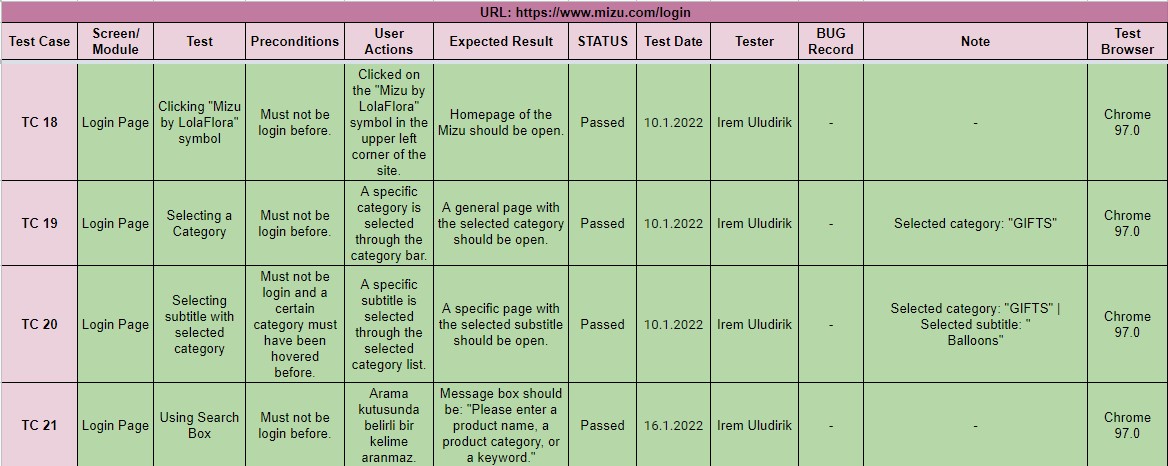 URL: https://www.mizu.com/login
Test Case
Screen/
Module
Test
Preconditions
User
Actions
Expected Result
STATUS
Test Date
Tester
BUG
Record
Note
Test
Browser
TC 18
Login Page
Clicking "Mizu
by LolaFlora"
symbol
Must not be
login before.
Clicked on
the "Mizu by
LolaFlora"
symbol in the
upper left
corner of the
site.
Homepage of the
Mizu should be open.
Passed
10.1.2022
Irem Uludirik
-
-
Chrome
97.0
TC 19
Login Page
Selecting a
Category
Must not be
login before.
A specific
category is
selected
through the
category bar.
A general page with
the selected category
should be open.
Passed
10.1.2022
Irem Uludirik
-
Selected category: "GIFTS"
Chrome
97.0
TC 20
Login Page
Selecting
subtitle with
selected
category
Must not be
login and a
certain
category must
have been
hovered
before.
A specific
subtitle is
selected
through the
selected
category list.
A specific page with
the selected substitle
should be open.
Passed
10.1.2022
Irem Uludirik
-
Selected category: "GIFTS" |
Selected subtitle: "
Balloons"
Chrome
97.0
TC 21
Login Page
Using Search
Box
Must not be
login before.
Arama
kutusunda
belirli bir
kelime
aranmaz.
Message box should
be: "Please enter a
product name, a
product category, or
a keyword."
Passed
16.1.2022
Irem Uludirik
-
-
Chrome
97.0